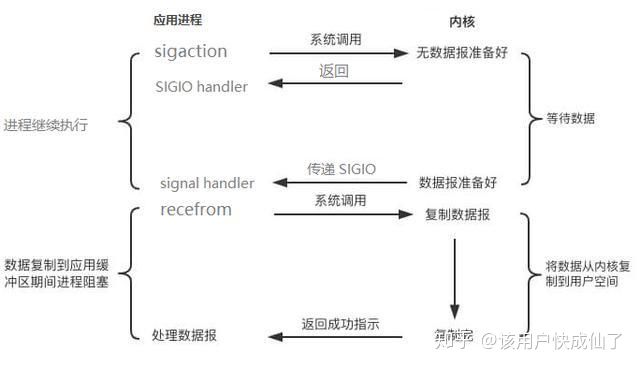 应用进程
内核
sigaction
系统调用
无数据报准备好
SIGIO handler
返回
进程继续执行
等待数据
signal handler
传递 SIGIO
数据报准备好
recefrom
系统调用
复制数据报
数据复制到应用缓
冲区期间进程阻塞
将数据从内核复
制到用户空间
处理数据报
返回成功指示
知乎 @该用户快成仙了